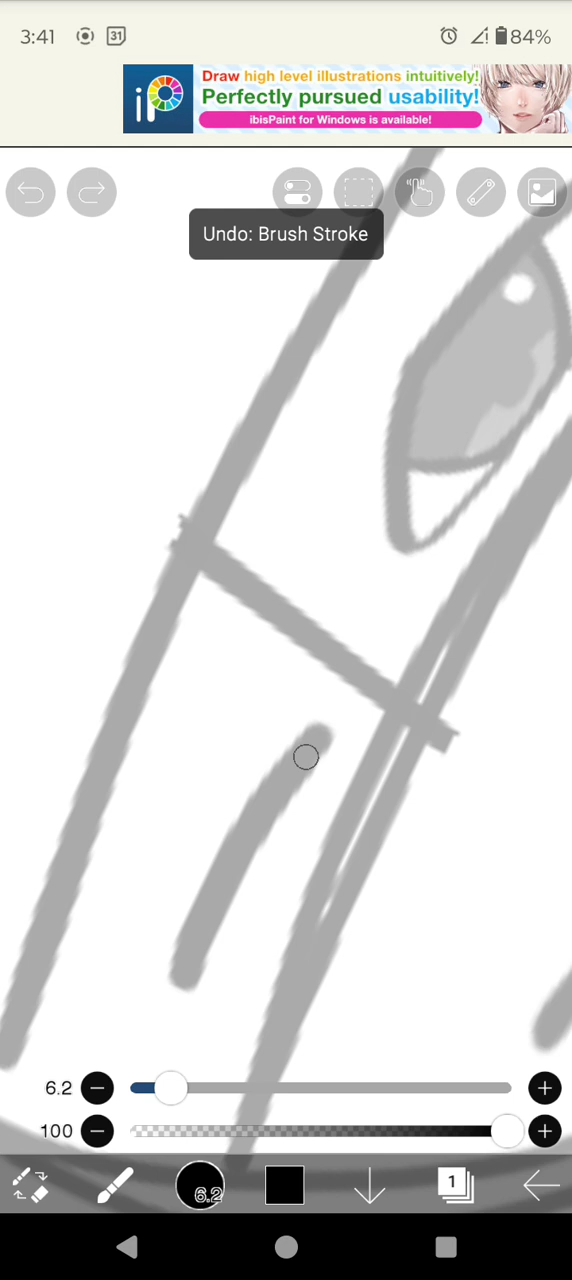 3:41
31
84%
Draw high level illustrations intuitively!
Perfectly pursued usability!
ibisPaint for Windows is available!
iP
Undo: Brush Stroke
6.2
100
6.2
1